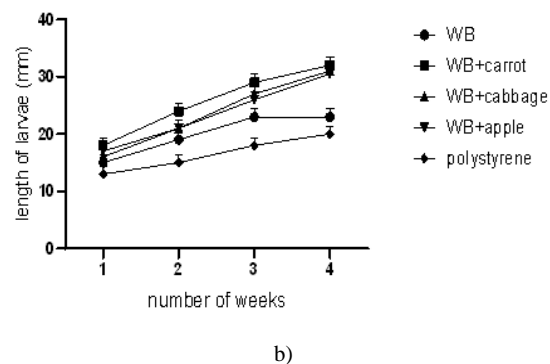 length of larvae (mm)
40
30
20
10
0
1 2 3 4
number of weeks
WB
WB+carrot
WB+cabbage
WB+apple
polystyrene
b)